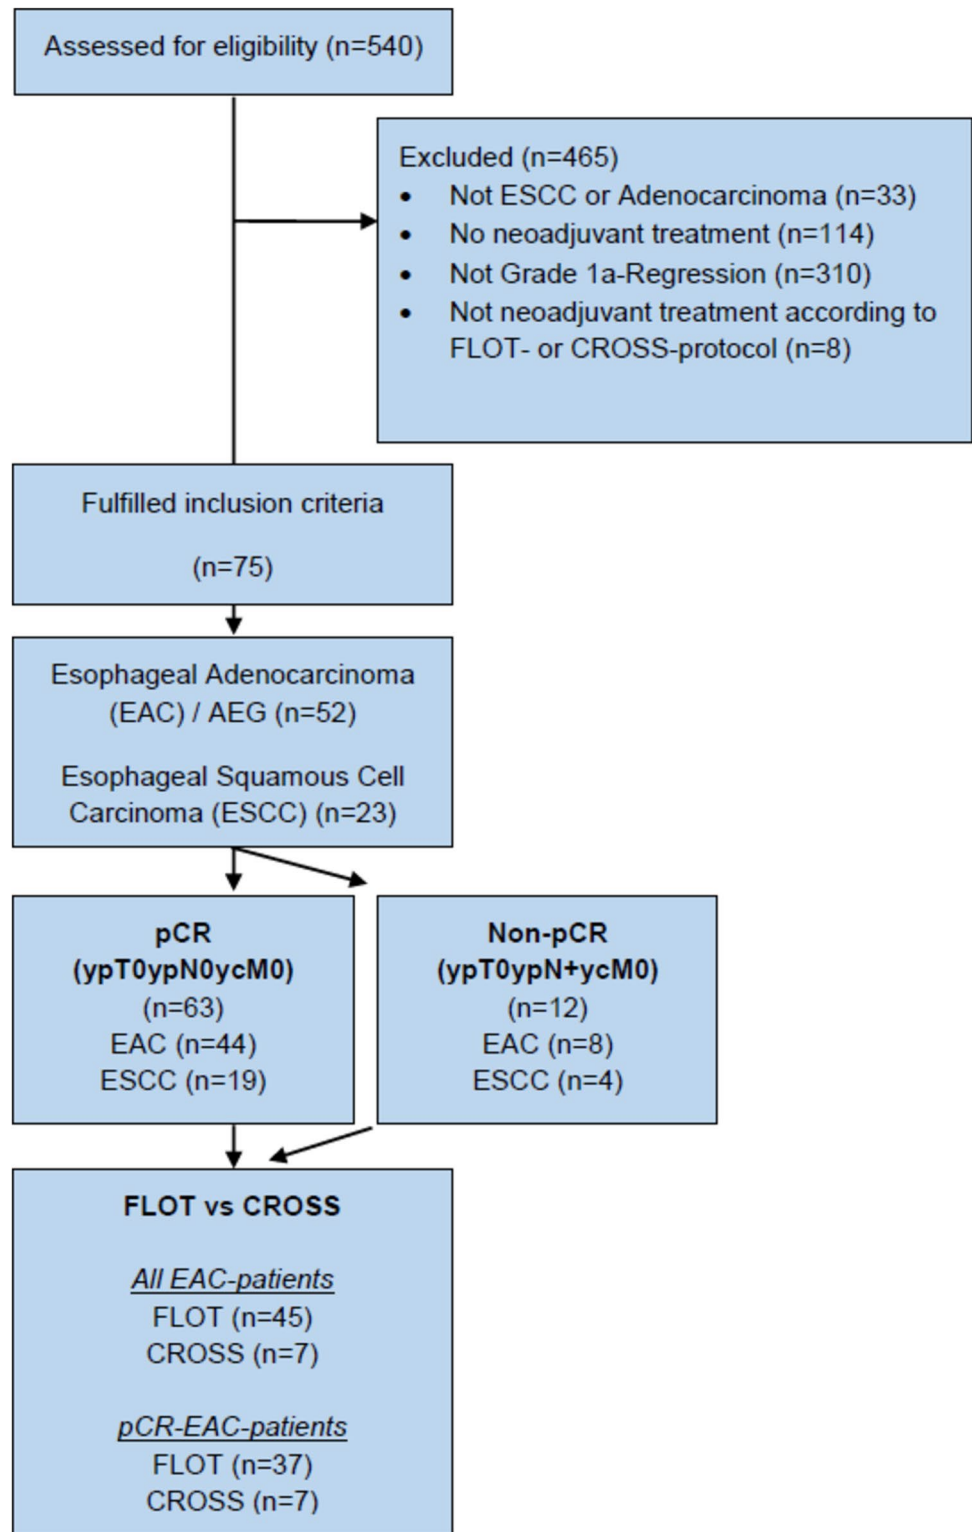 Assessed for eligibility (n=540)
Excluded (n=465)
• Not ESCC or Adenocarcinoma (n=33)
• No neoadjuvant treatment (n=114)
• Not Grade 1a-Regression (n=310)
• Not neoadjuvant treatment according to
FLOT- or CROSS-protocol (n=8)
Fulfilled inclusion criteria
(n=75)
Esophageal Adenocarcinoma
(EAC) / AEG (n=52)
Esophageal Squamous Cell
Carcinoma (ESCC) (n=23)
pCR
(ypT0ypN0ycM0)
(n=63)
EAC (n=44)
ESCC (n=19)
Non-pCR
(ypT0ypN+ycM0)
(n=12)
EAC (n=8)
ESCC (n=4)
FLOT vs CROSS
All EAC-patients
FLOT (n=45)
CROSS (n=7)
pCR-EAC-patients
FLOT (n=37)
CROSS (n=7)